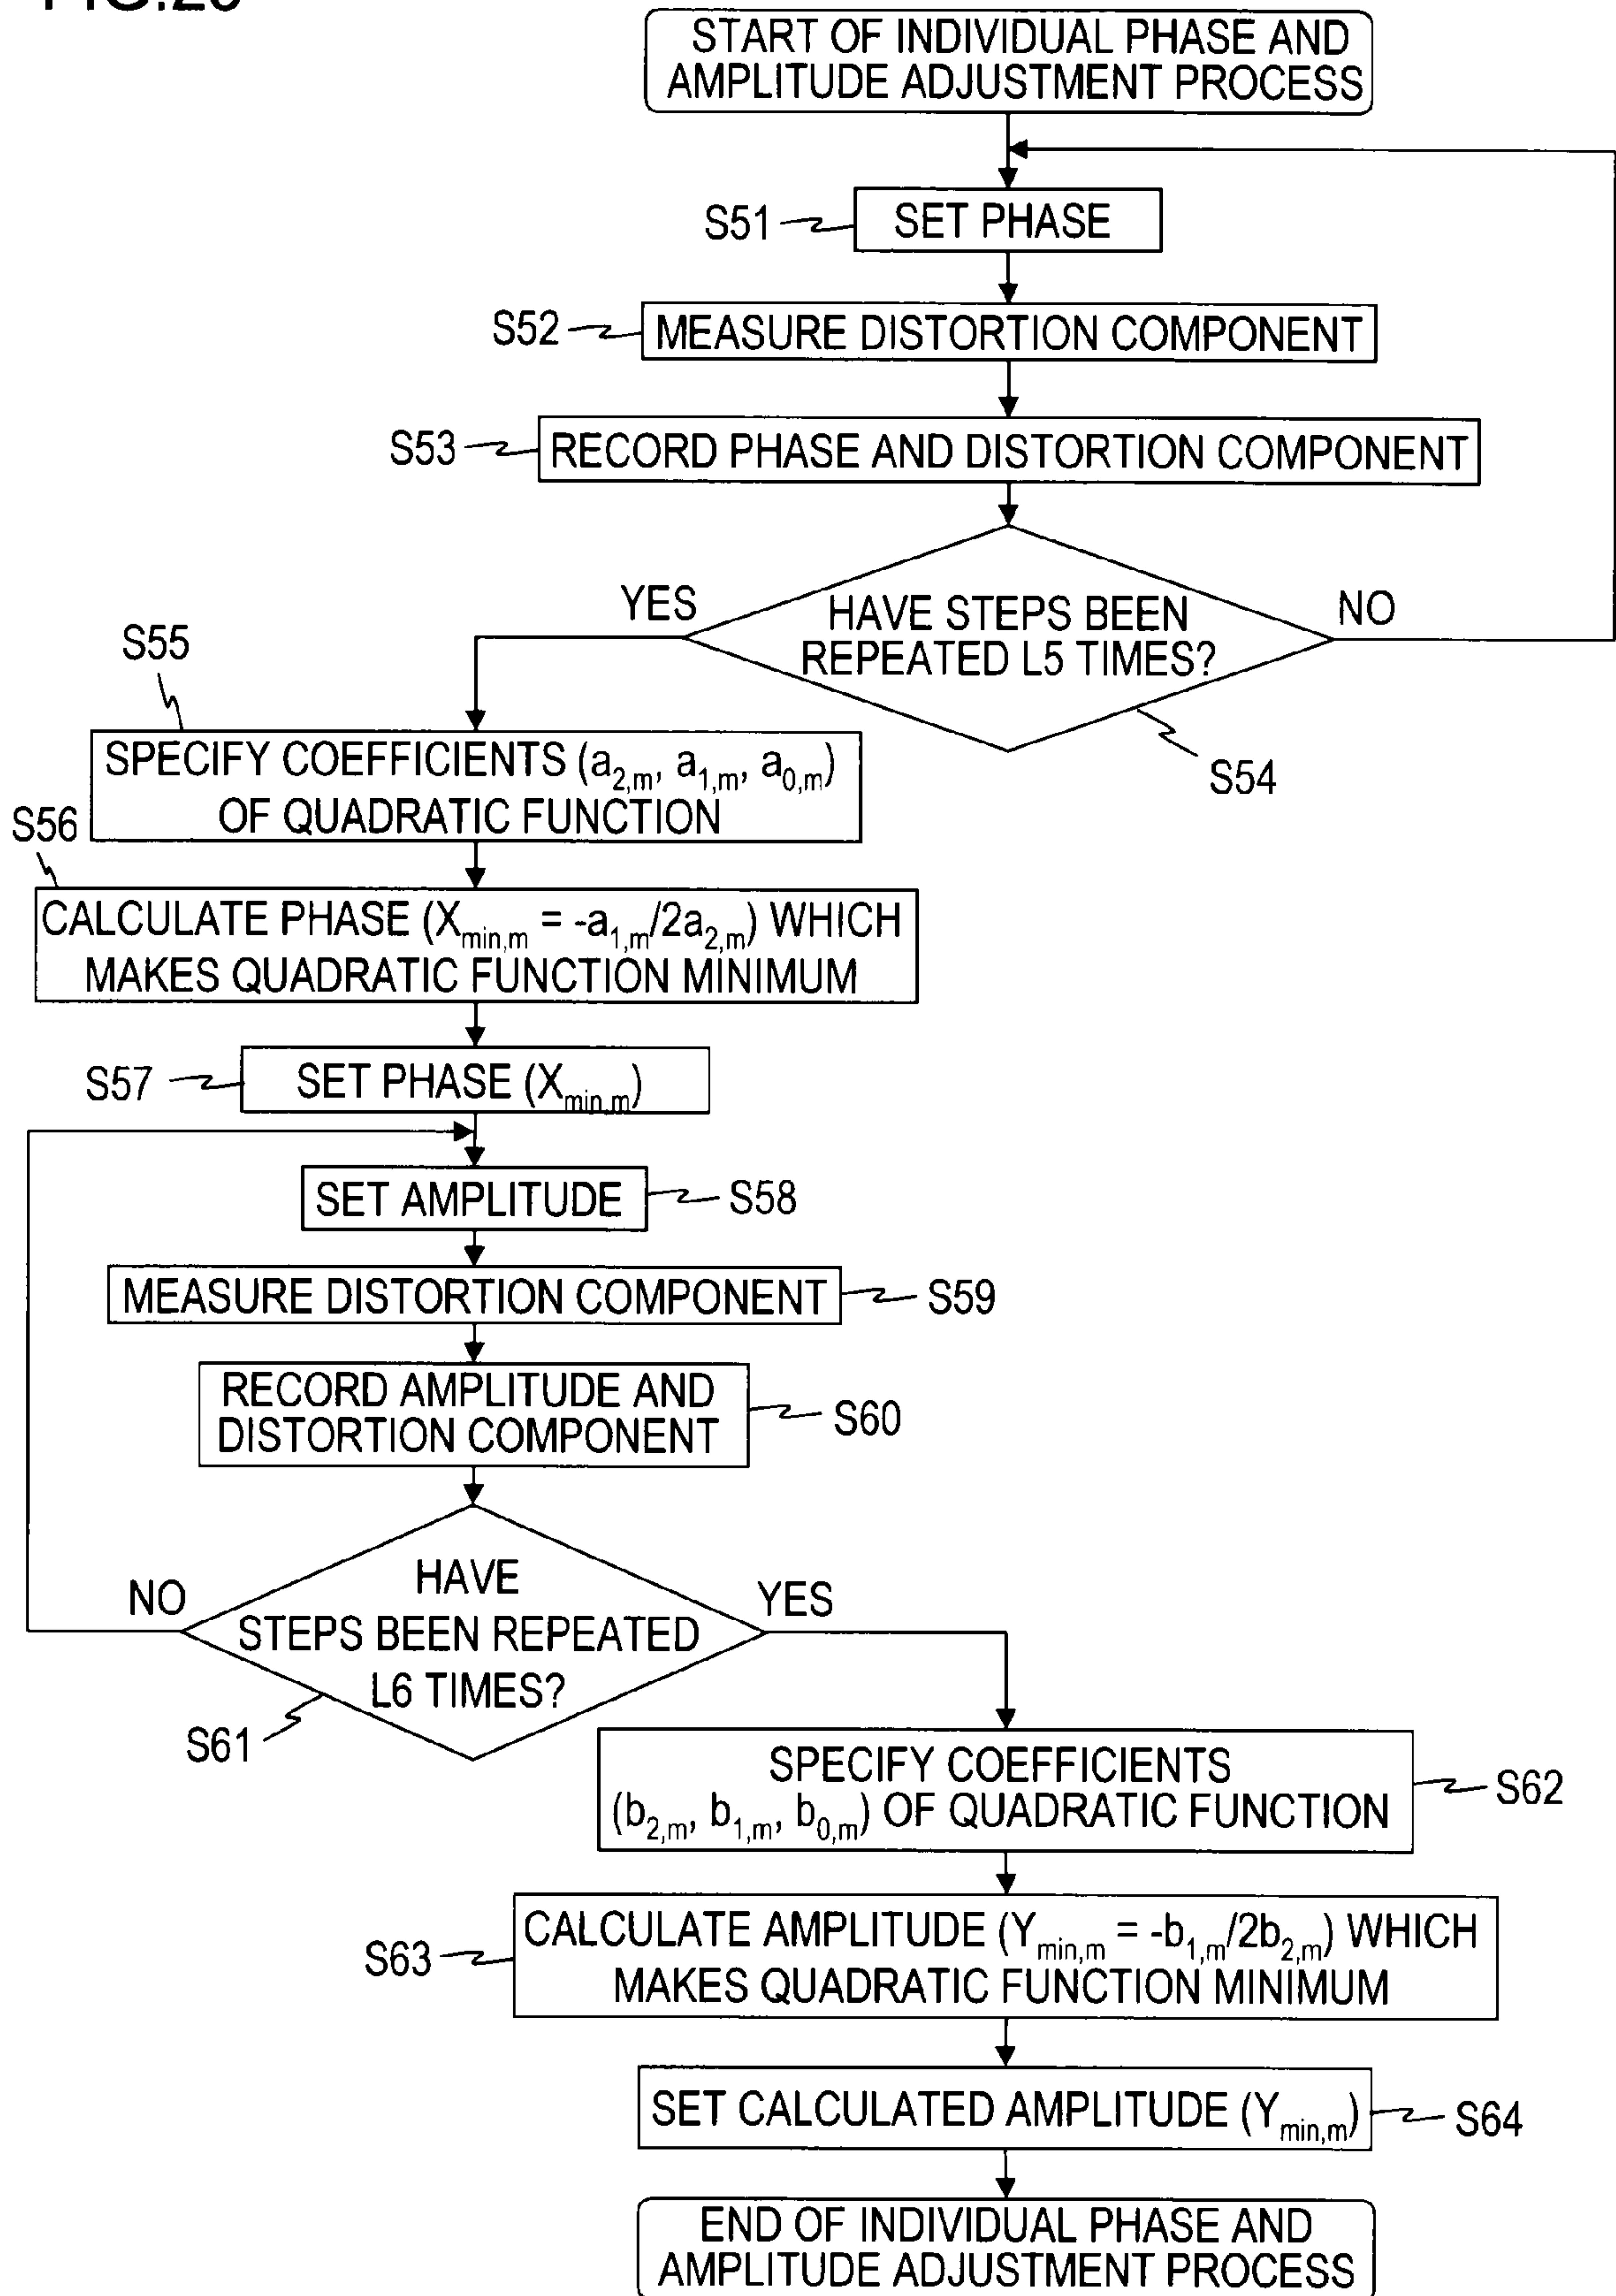 START OF INDIVIDUAL PHASE AND
AMPLITUDE ADJUSTMENT PROCESS
S51
SET PHASE
S52
MEASURE DISTORTION COMPONENT
S53
RECORD PHASE AND DISTORTION COMPONENT
YES
HAVE STEPS BEEN
REPEATED L5 TIMES?
NO
S54
S55
SPECIFY COEFFICIENTS (a2,m, a1,m, a0,m)
OF QUADRATIC FUNCTION
S56
CALCULATE PHASE (Xmin,m = -a1,m/2a2,m) WHICH
MAKES QUADRATIC FUNCTION MINIMUM
S57
SET PHASE (Xmin,m)
SET AMPLITUDE
S58
MEASURE DISTORTION COMPONENT
S59
RECORD AMPLITUDE AND
DISTORTION COMPONENT
S60
NO
HAVE
STEPS BEEN REPEATED
L6 TIMES?
YES
S61
SPECIFY COEFFICIENTS
(b2,m, b1,m, b0,m) OF QUADRATIC FUNCTION
S62
S63
CALCULATE AMPLITUDE (Ymin,m = -b1,m/2b2,m) WHICH
MAKES QUADRATIC FUNCTION MINIMUM
SET CALCULATED AMPLITUDE (Ymin,m)
S64
END OF INDIVIDUAL PHASE AND
AMPLITUDE ADJUSTMENT PROCESS